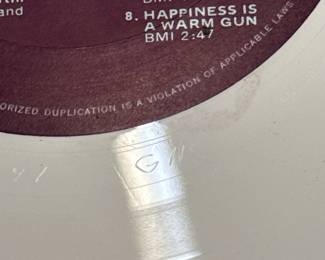 and
8. HAPPINESS IS
A WARM GUN
BMI 2:47
ORIZED DUPLICATION IS A VIOLATION OF APPLICABLE LAWS
G